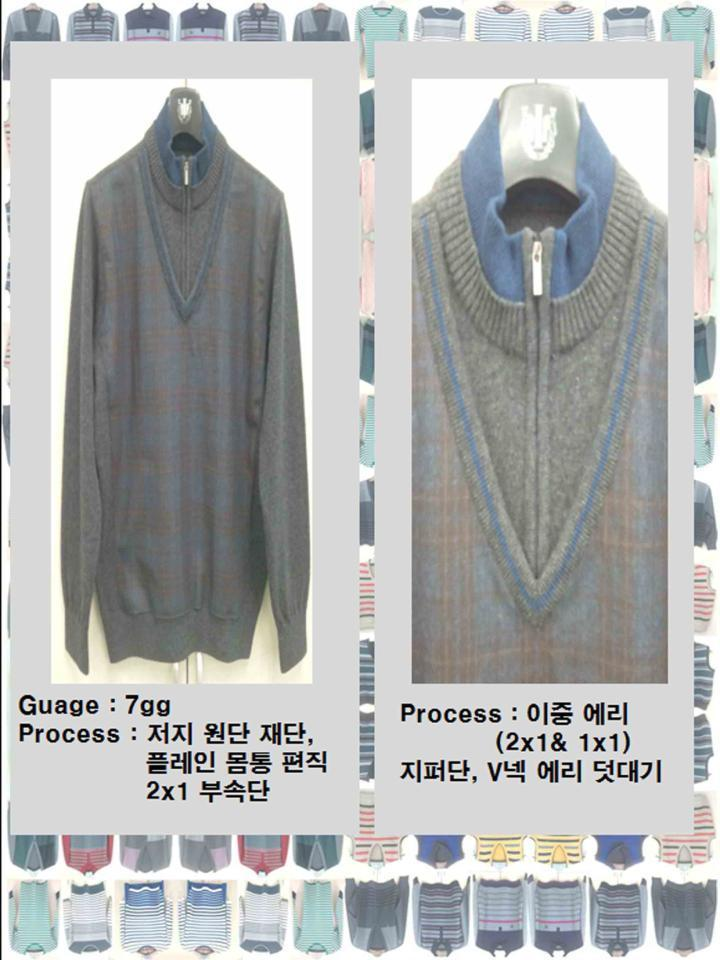 Guage : 7gg
Process : 저지 원단 재단,
플레인 몸통 편직
2x1 부속단
Process : 이중 에리
(2x1& 1x1)
지퍼단, V넥 에리 덧대기